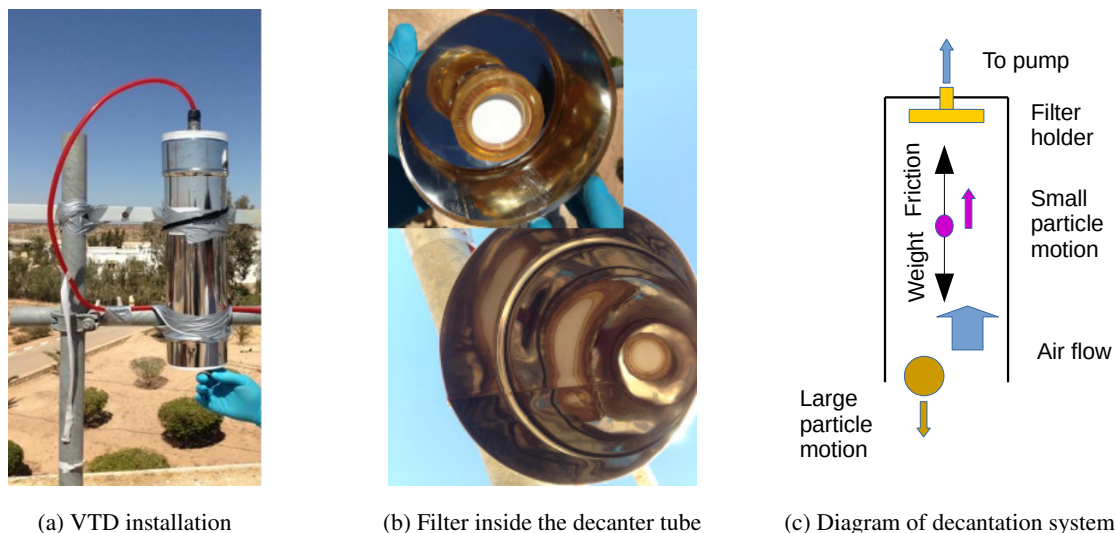 To pump
Filter
holder
Weight Friction
Small
particle
motion
Air flow
Large
particle
motion
(a) VTD installation
(b) Filter inside the decanter tube
(c) Diagram of decantation system